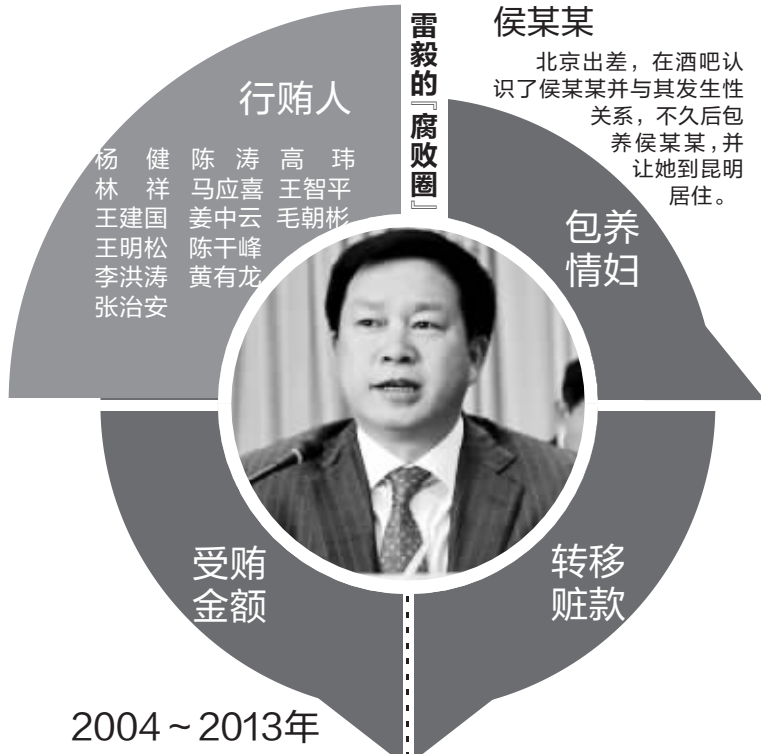 雷毅的『腐败圈』
行贿人
杨　健 陈　涛 高　玮
林　祥 马应喜 王智平
王建国 姜中云 毛朝彬
王明松 陈干峰
李洪涛 黄有龙
张治安
侯某某
北京出差，在酒吧认
识了侯某某并与其发生性
关系，不久后包
养侯某某，并
让她到昆明
居住。
包养
情妇
受贿
金额
转移
赃款
2004～2013年